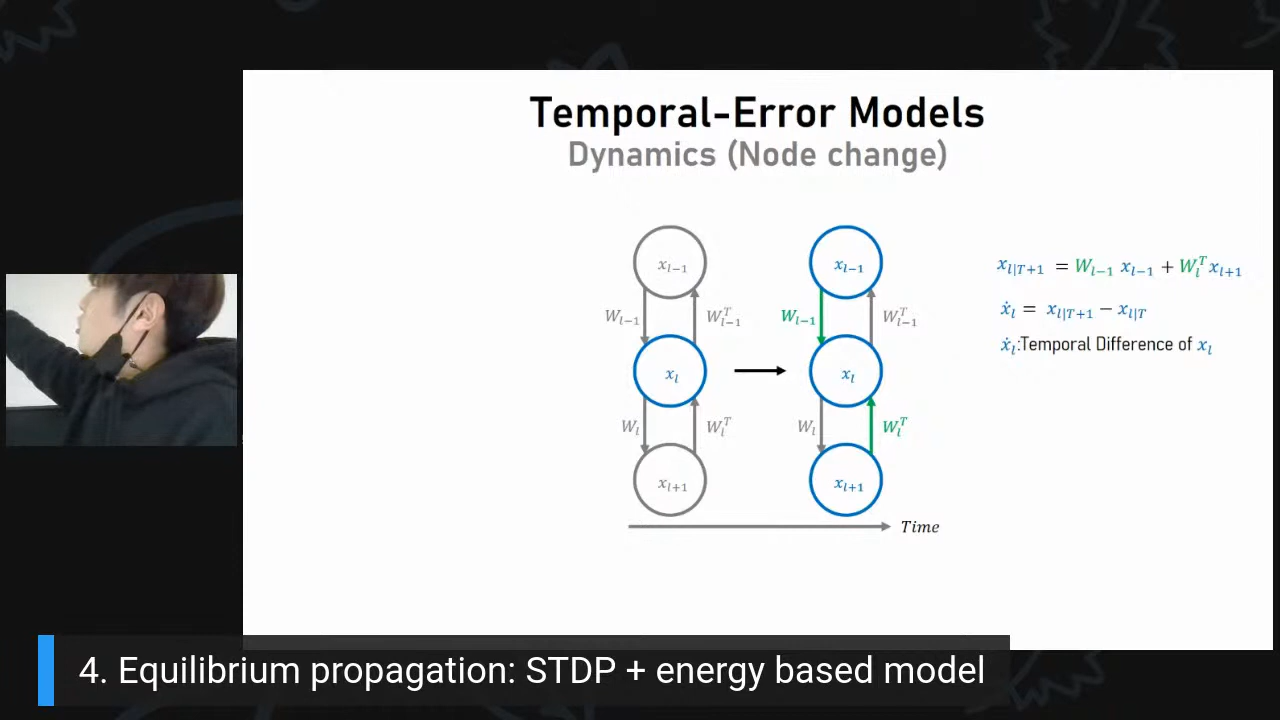 Temporal-Error Models
Dynamics (Node change)
x_{l-1}
x_{l-1}
W_{l-1}
W_{l-1}^T
W_{l-1}
W_{l-1}^T
x_l
x_l
W_l
W_l^T
W_l
W_l^T
x_{l+1}
x_{l+1}
Time
x_{l|T+1} = W_{l-1} x_{l-1} + W_l^T x_{l+1}
ẋ_l = x_{l|T+1} − x_{l|T}
ẋ_l:Temporal Difference of x_l
4. Equilibrium propagation: STDP + energy based model